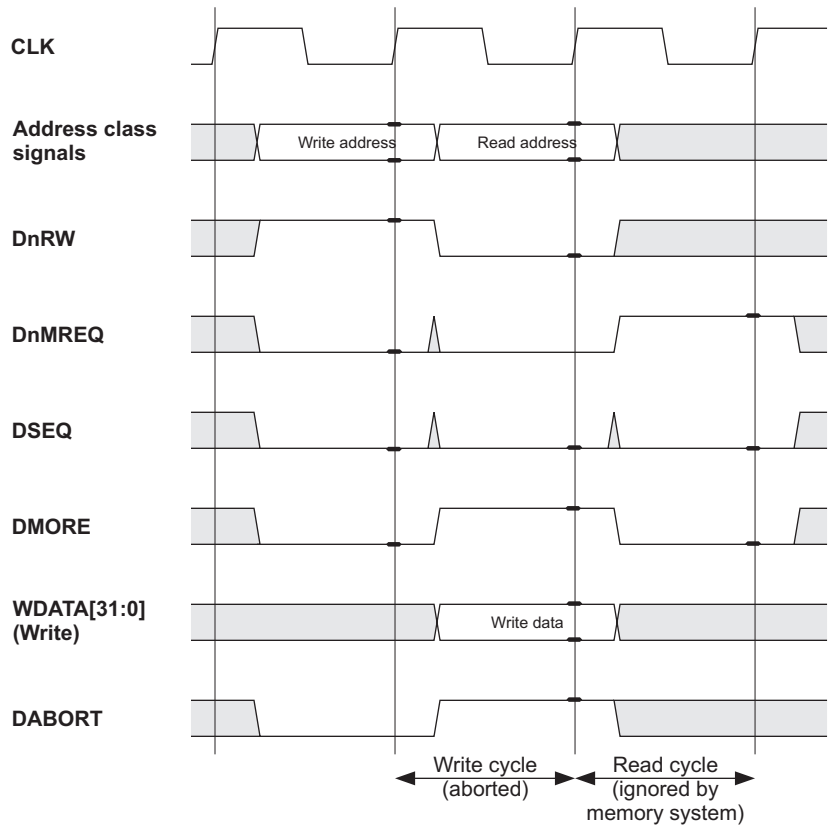 CLK
Address class
signals
Write address
Read address
DnRW
DnMREQ
DSEQ
DMORE
WDATA[31:0]
(Write)
Write data
DABORT
Write cycle
(aborted)
Read cycle
(ignored by
memory system)